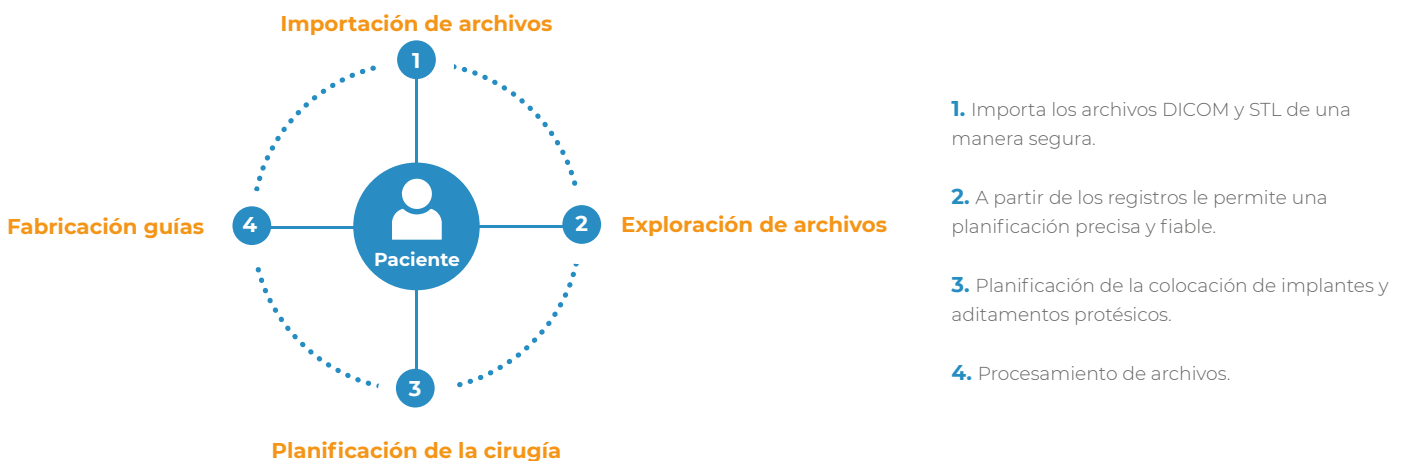 Importación de archivos
1
Fabricación guías
4
Paciente
2
Exploración de archivos
3
Planificación de la cirugía
1. Importa los archivos DICOM y STL de una
manera segura.
2. A partir de los registros le permite una
planificación precisa y fiable.
3. Planificación de la colocación de implantes y
aditamentos protésicos.
4. Procesamiento de archivos.